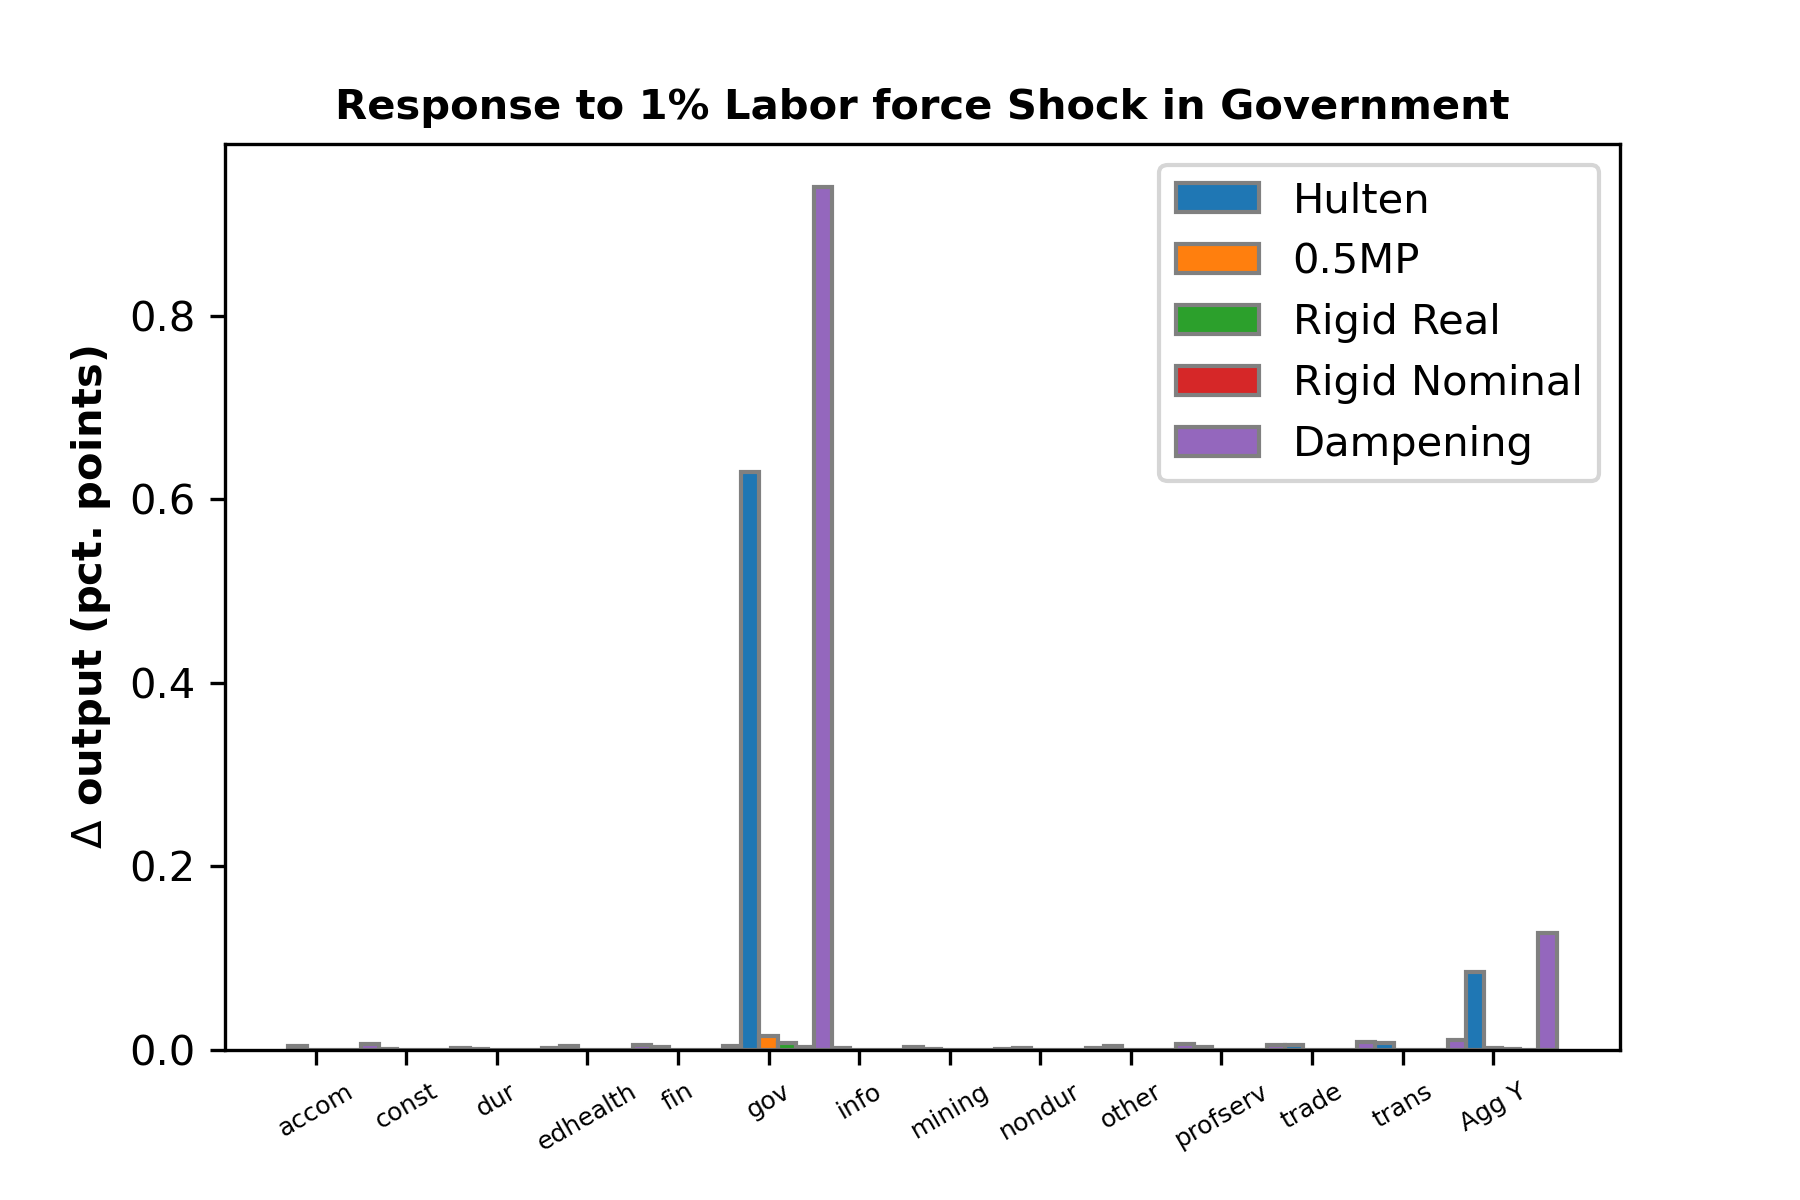 Response to 1% Labor force Shock in Government
Δ output (pct. points)
0.8
0.6
0.4
0.2
0.0
Hulten
0.5MP
Rigid Real
Rigid Nominal
Dampening
accom const dur edhealth fin gov info mining nondur other profserv trade trans Agg Y